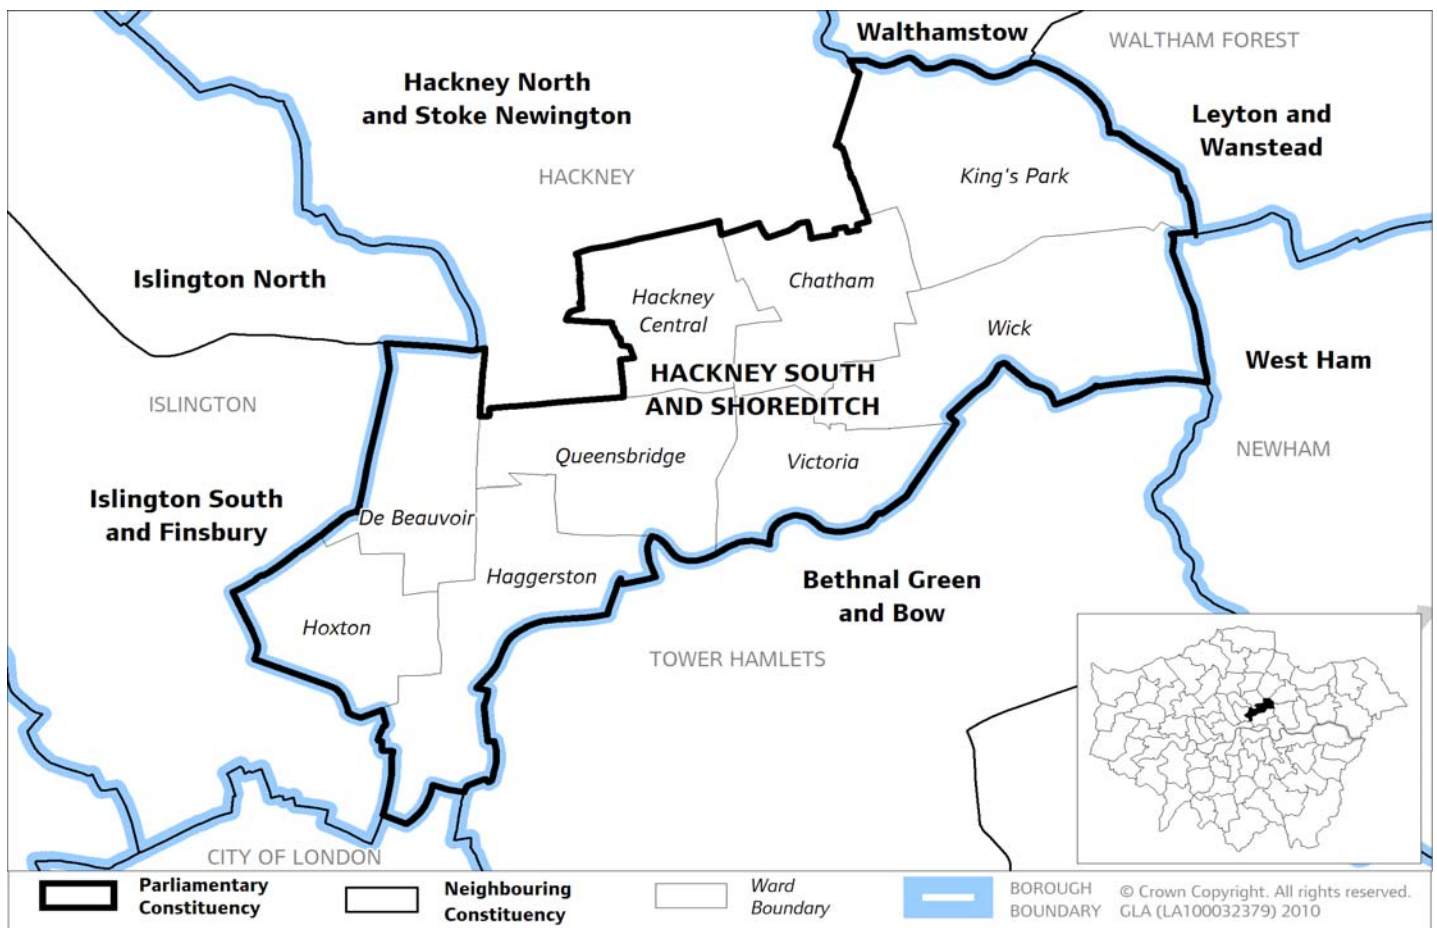 Walthamstow
WALTHAM FOREST
Hackney North
and Stoke Newington
Leyton and
Wanstead
HACKNEY
King's Park
Islington North
Chatham
Hackney
Central
Wick
HACKNEY SOUTH
AND SHOREDITCH
West Ham
ISLINGTON
Queensbridge
Victoria
NEWHAM
Islington South
and Finsbury
De Beauvoir
Haggerston
Bethnal Green
and Bow
Hoxton
TOWER HAMLETS
CITY OF LONDON
Parliamentary
Constituency
Neighbouring
Constituency
Ward
Boundary
BOROUGH
BOUNDARY
© Crown Copyright. All rights reserved.
GLA (LA100032379) 2010